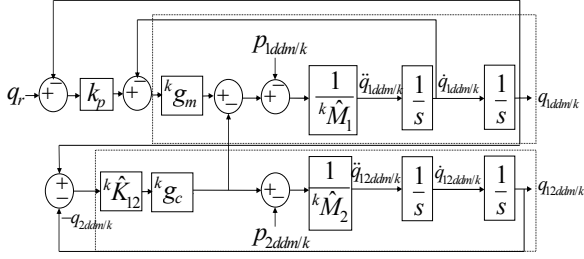 p_{1ddm/k}
q_r + − k_p + − ^k g_m + − + − 1/^k\hat{M}_1 \ddot{q}_{1ddm/k} 1/s \dot{q}_{1ddm/k} 1/s q_{1ddm/k}
+ − ^k\hat{K}_{12} ^k g_c + − 1/^k\hat{M}_2 \ddot{q}_{12ddm/k} 1/s \dot{q}_{12ddm/k} 1/s q_{12ddm/k}
−q_{2ddm/k}
p_{2ddm/k}